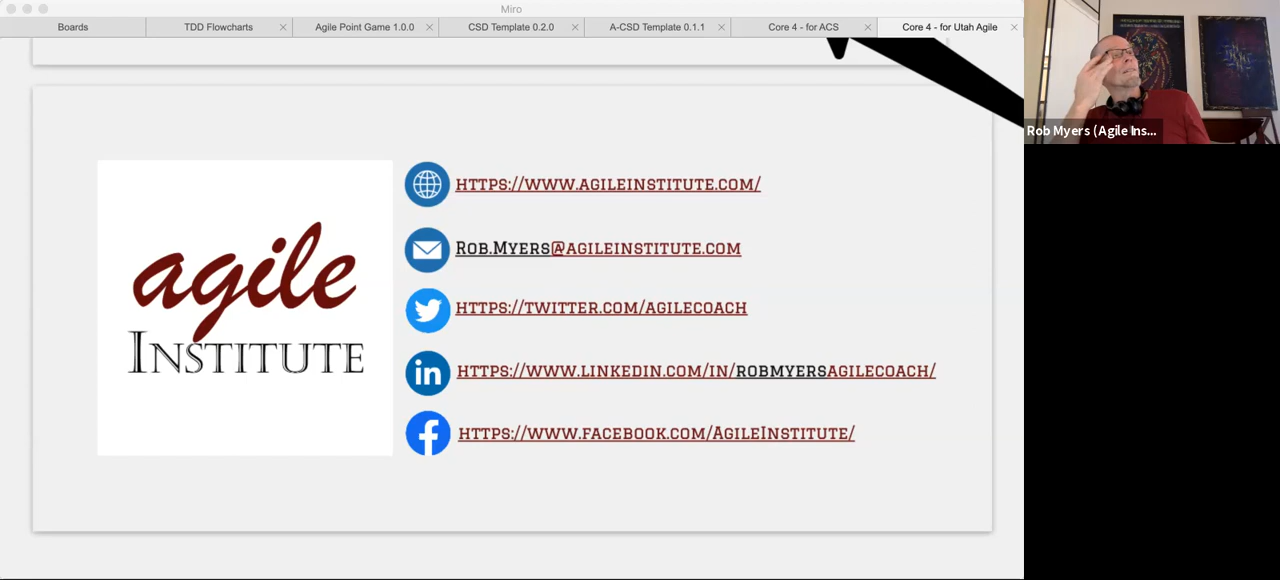 Miro
Boards
TDD Flowcharts
Agile Point Game 1.0.0
CSD Template 0.2.0
A-CSD Template 0.1.1
Core 4 - for ACS
Core 4 - for Utah Agile
Rob Myers (Agile Ins...
agile
Institute
HTTPS://WWW.AGILEINSTITUTE.COM/
Rob.Myers@agileinstitute.com
HTTPS://TWITTER.COM/AGILECOACH
HTTPS://WWW.LINKEDIN.COM/IN/ROBMYERSAGILECOACH/
HTTPS://WWW.FACEBOOK.COM/AgileInstitute/